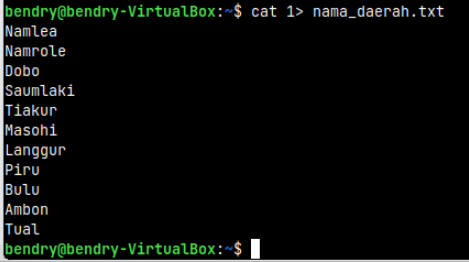 bendry@bendry-VirtualBox:~$ cat 1> nama_daerah.txt
Namlea
Namrole
Dobo
Saumlaki
Tiakur
Masohi
Langgur
Piru
Bulu
Ambon
Tual
bendry@bendry-VirtualBox:~$